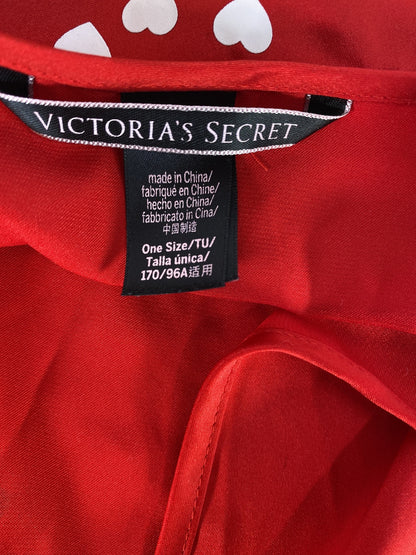 VICTORIA'S SECRET
made in China/
fabriqué en Chine/
hecho en China/
fabbricato in Cina/
中国制造
One Size/TU/
Talla única/
170/96A适用